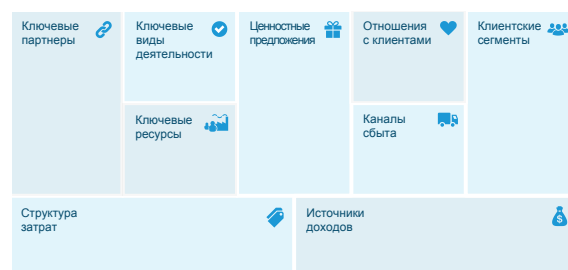 Ключевые
партнеры
Ключевые
виды
деятельности
Ключевые
ресурсы
Ценностные
предложения
Отношения
с клиентами
Каналы
сбыта
Клиентские
сегменты
Структура
затрат
Источники
доходов
$